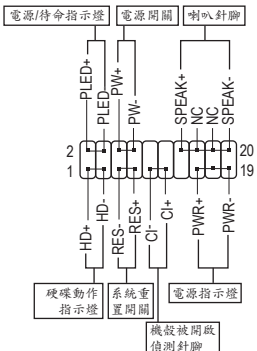 電源/待命指示燈
電源開關
喇叭針腳
PLED+
PLED-
PW+
PW-
SPEAK+
NC
NC
SPEAK-
2
20
1
19
HD+
HD-
RES-
RES+
CI-
CI+
PWR+
PWR-
硬碟動作
指示燈
系統重
置開關
電源指示燈
機殼被開啟
偵測針腳